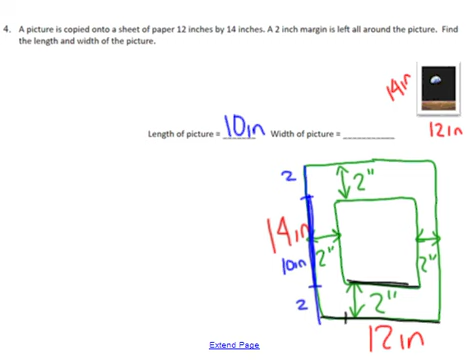 4. A picture is copied onto a sheet of paper 12 inches by 14 inches. A 2 inch margin is left all around the picture. Find
the length and width of the picture.
14in
12in
Length of picture = 10in Width of picture = ___________
2
2"
14in
2"
2"
10in
2
2"
12in
Extend Page